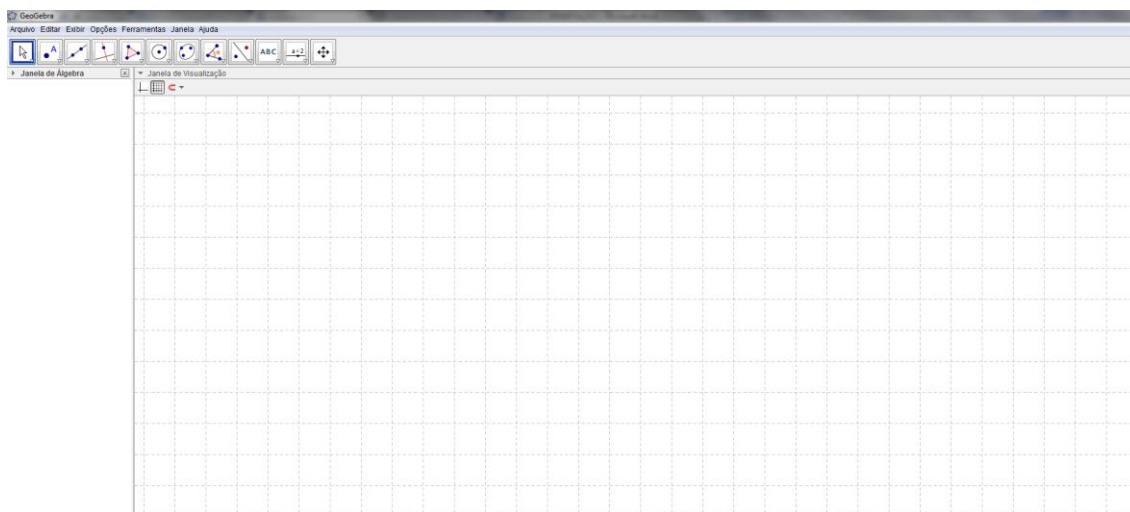 GeoGebra
Arquivo Editar Exibir Opções Ferramentas Janela Ajuda
A
ABC
a=2
Janela de Álgebra
Janela de Visualização